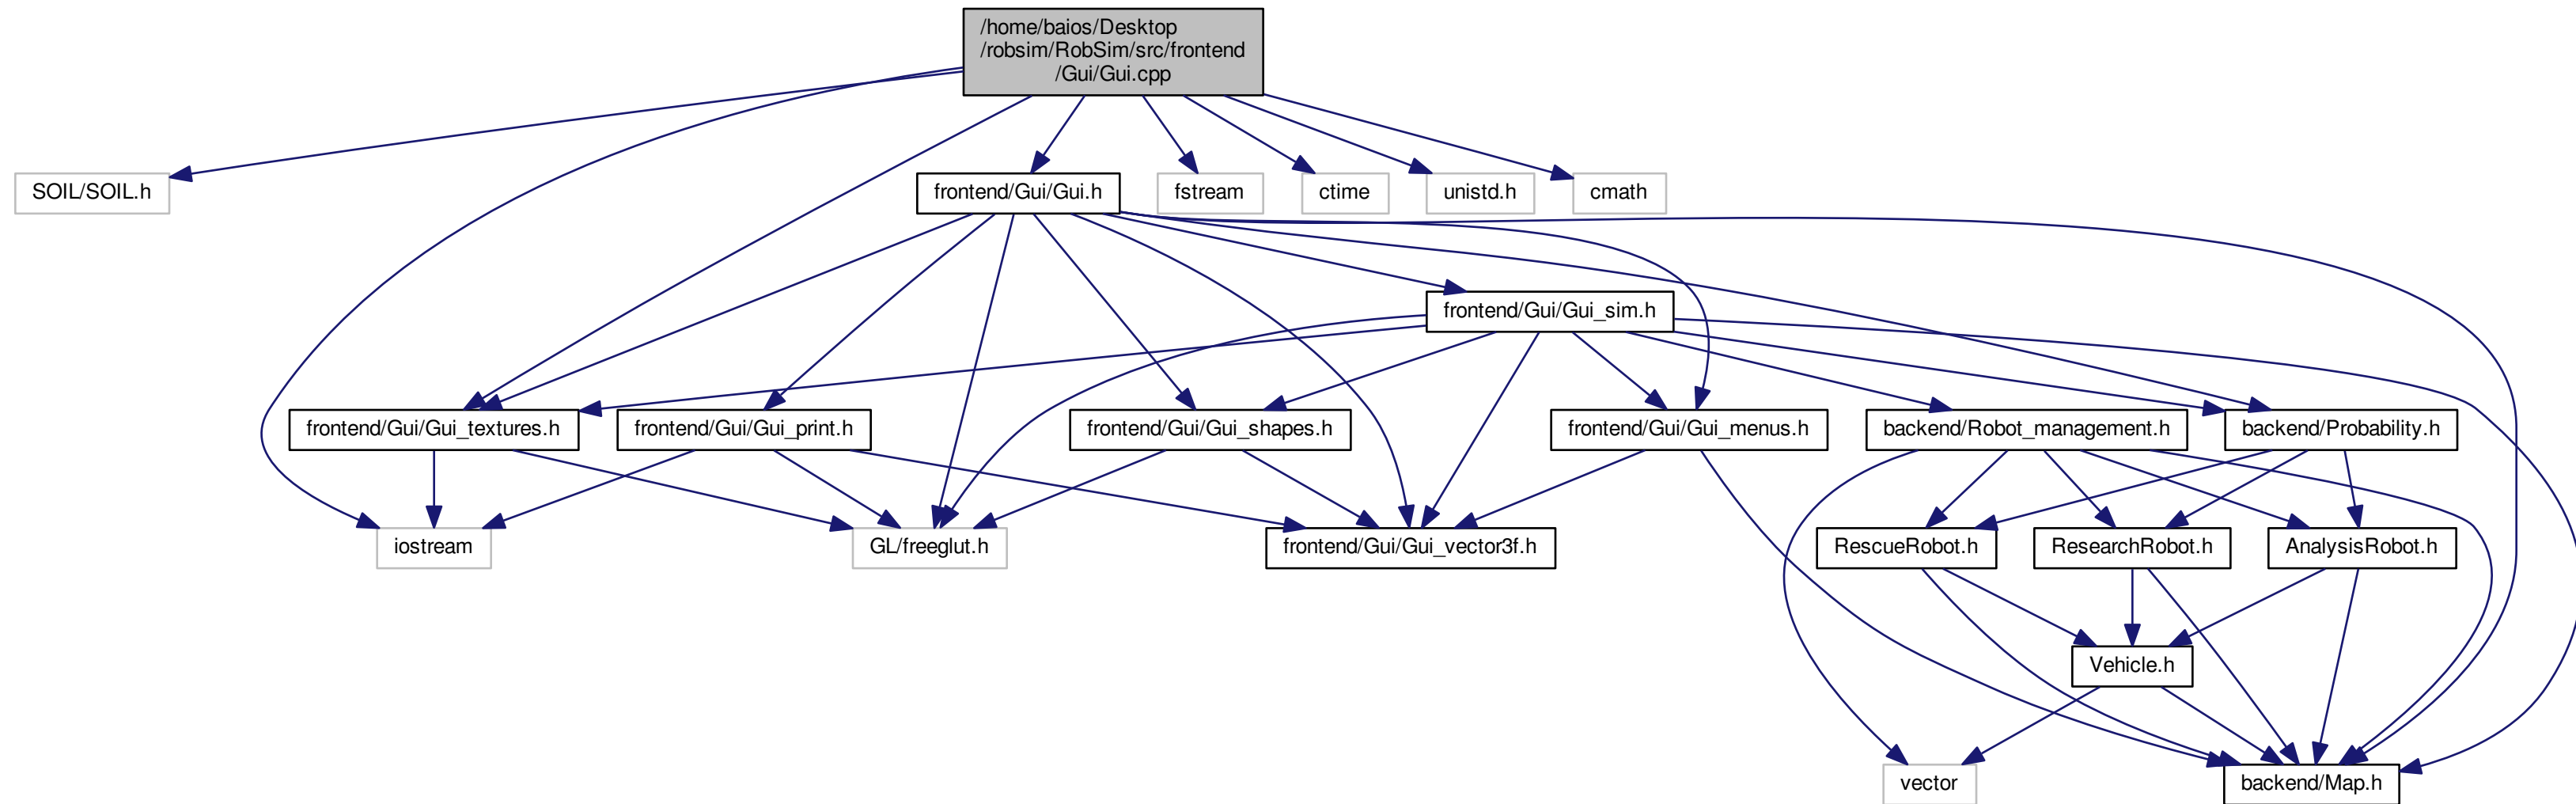 /home/baios/Desktop
/robsim/RobSim/src/frontend
/Gui/Gui.cpp
SOIL/SOIL.h
frontend/Gui/Gui.h
fstream
ctime
unistd.h
cmath
frontend/Gui/Gui_sim.h
frontend/Gui/Gui_textures.h
frontend/Gui/Gui_print.h
frontend/Gui/Gui_shapes.h
frontend/Gui/Gui_menus.h
backend/Robot_management.h
backend/Probability.h
iostream
GL/freeglut.h
frontend/Gui/Gui_vector3f.h
RescueRobot.h
ResearchRobot.h
AnalysisRobot.h
Vehicle.h
vector
backend/Map.h